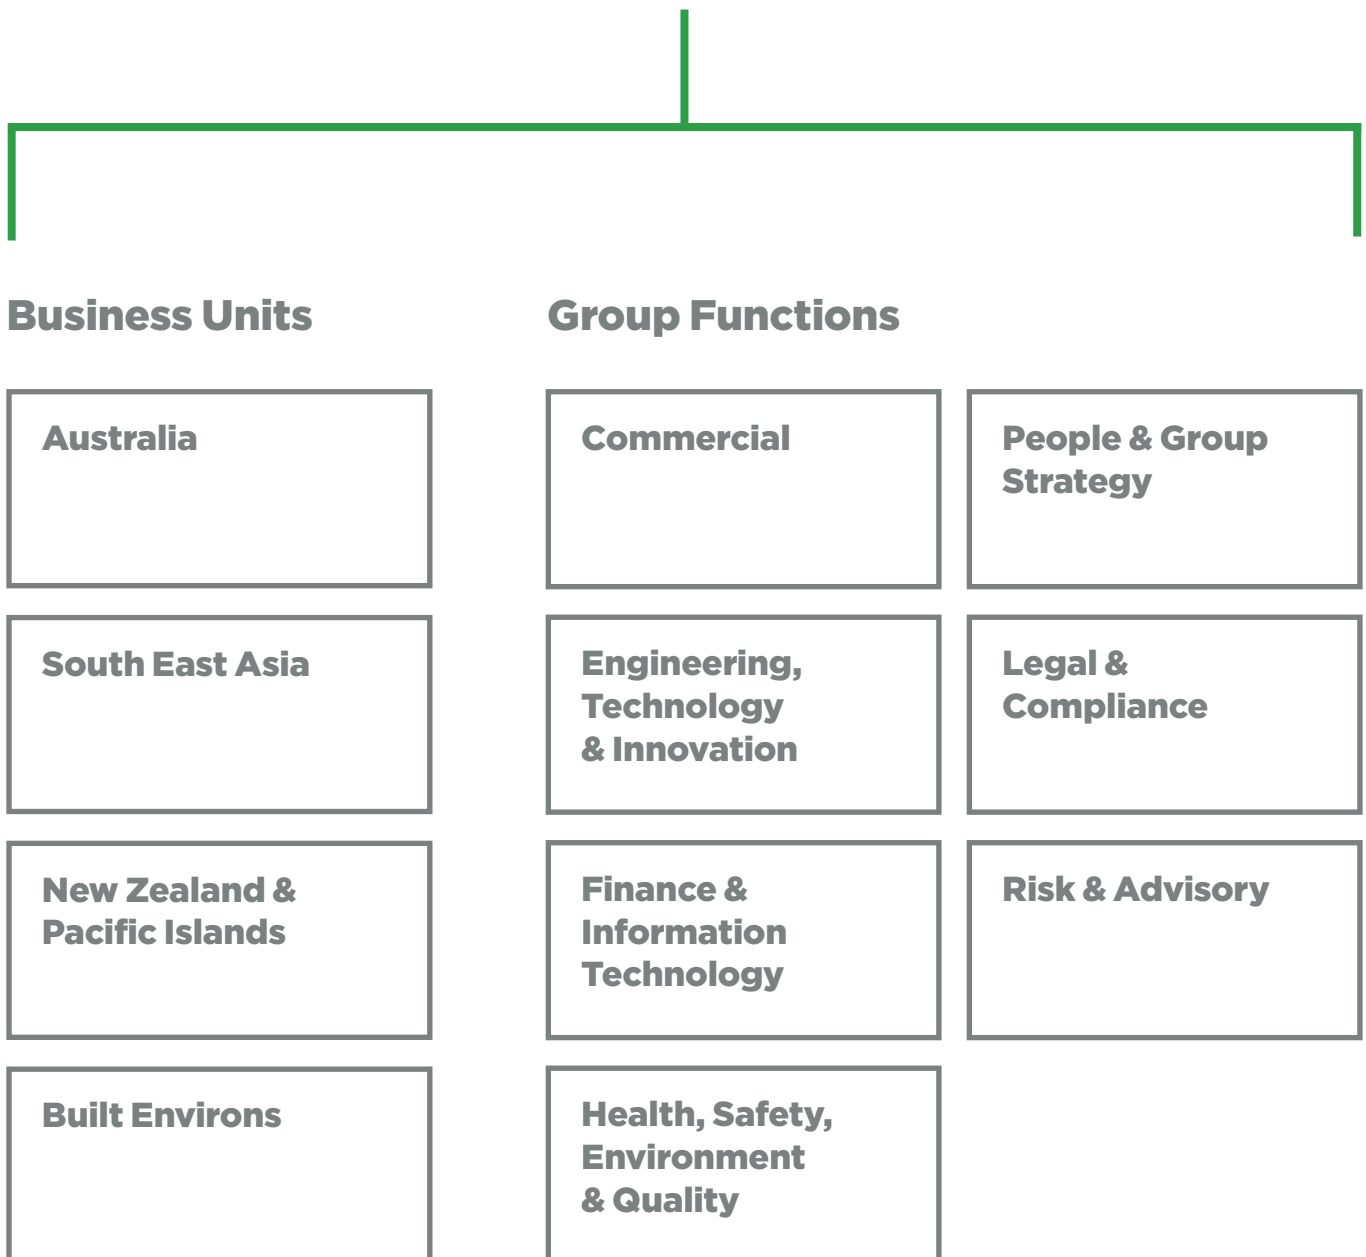 Business Units
Group Functions
Australia
South East Asia
New Zealand &
Pacific Islands
Built Environs
Commercial
Engineering,
Technology
& Innovation
Finance &
Information
Technology
Health, Safety,
Environment
& Quality
People & Group
Strategy
Legal &
Compliance
Risk & Advisory